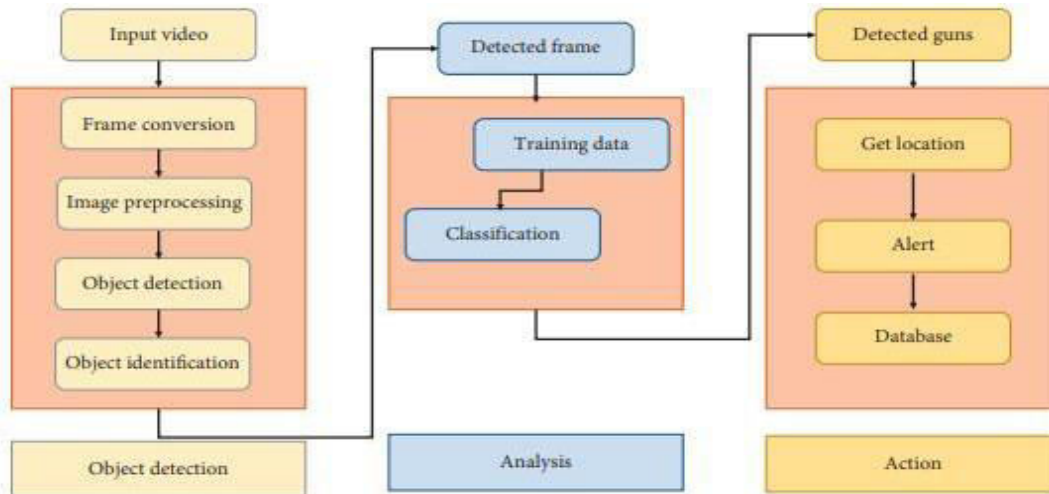 Input video
Frame conversion
Image preprocessing
Object detection
Object identification
Object detection
Detected frame
Training data
Classification
Analysis
Detected guns
Get location
Alert
Database
Action